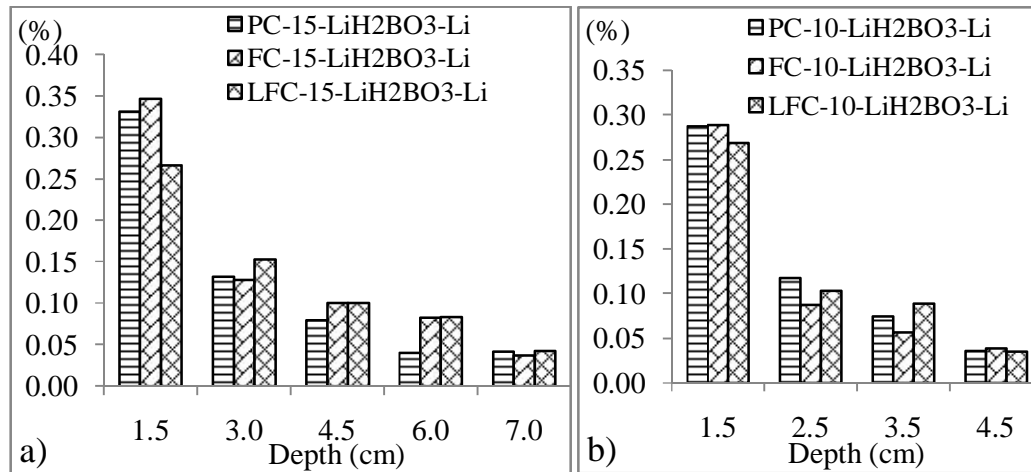 (%)
PC-15-LiH2BO3-Li
FC-15-LiH2BO3-Li
LFC-15-LiH2BO3-Li
0.40
0.35
0.30
0.25
0.20
0.15
0.10
0.05
0.00
1.5 3.0 4.5 6.0 7.0
a) Depth (cm)
(%)
PC-10-LiH2BO3-Li
FC-10-LiH2BO3-Li
LFC-10-LiH2BO3-Li
0.35
0.30
0.25
0.20
0.15
0.10
0.05
0.00
1.5 2.5 3.5 4.5
b) Depth (cm)